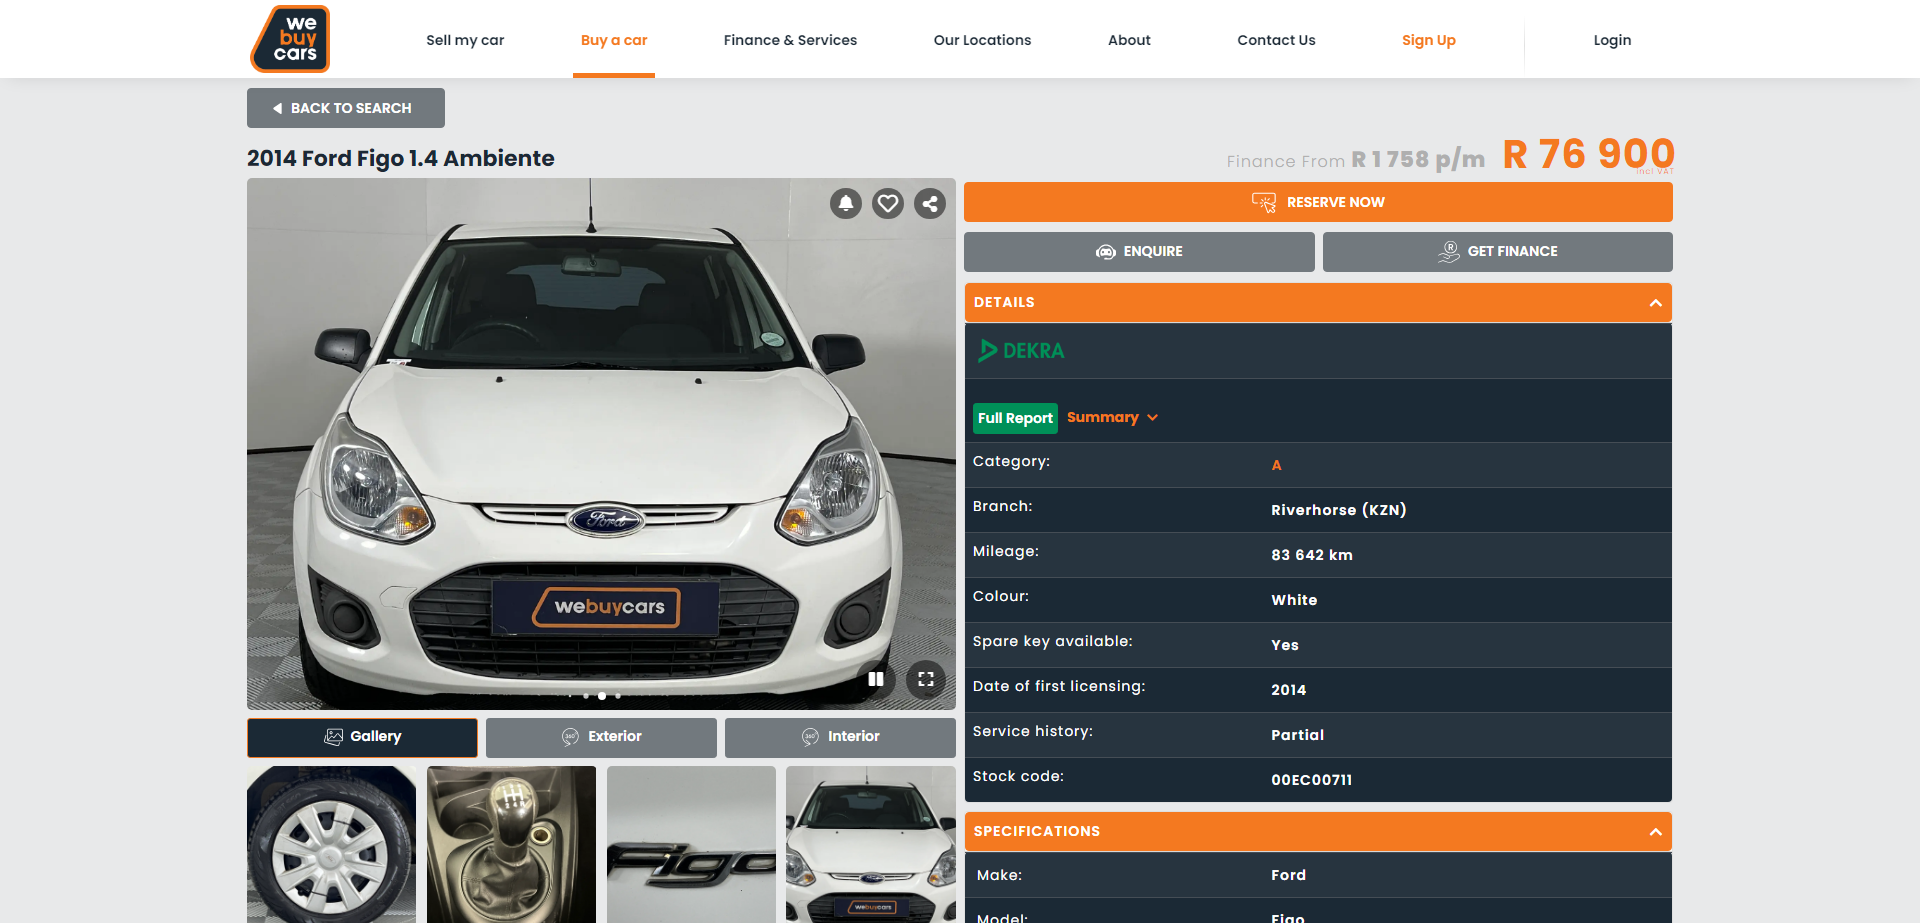 we
buy
cars
Sell my car
Buy a car
Finance & Services
Our Locations
About
Contact Us
Sign Up
Login
BACK TO SEARCH
2014 Ford Figo 1.4 Ambiente
Finance From R 1 758 p/m
R 76 900
incl VAT
RESERVE NOW
ENQUIRE
GET FINANCE
DETAILS
DEKRA
Full Report
Summary
Category:
A
Branch:
Riverhorse (KZN)
Mileage:
83 642 km
Colour:
White
Spare key available:
Yes
Date of first licensing:
2014
Service history:
Partial
Stock code:
00EC00711
SPECIFICATIONS
Make:
Ford
Model:
Figo
Ford
webuycars
Gallery
Exterior
Interior
Figo
webuycars